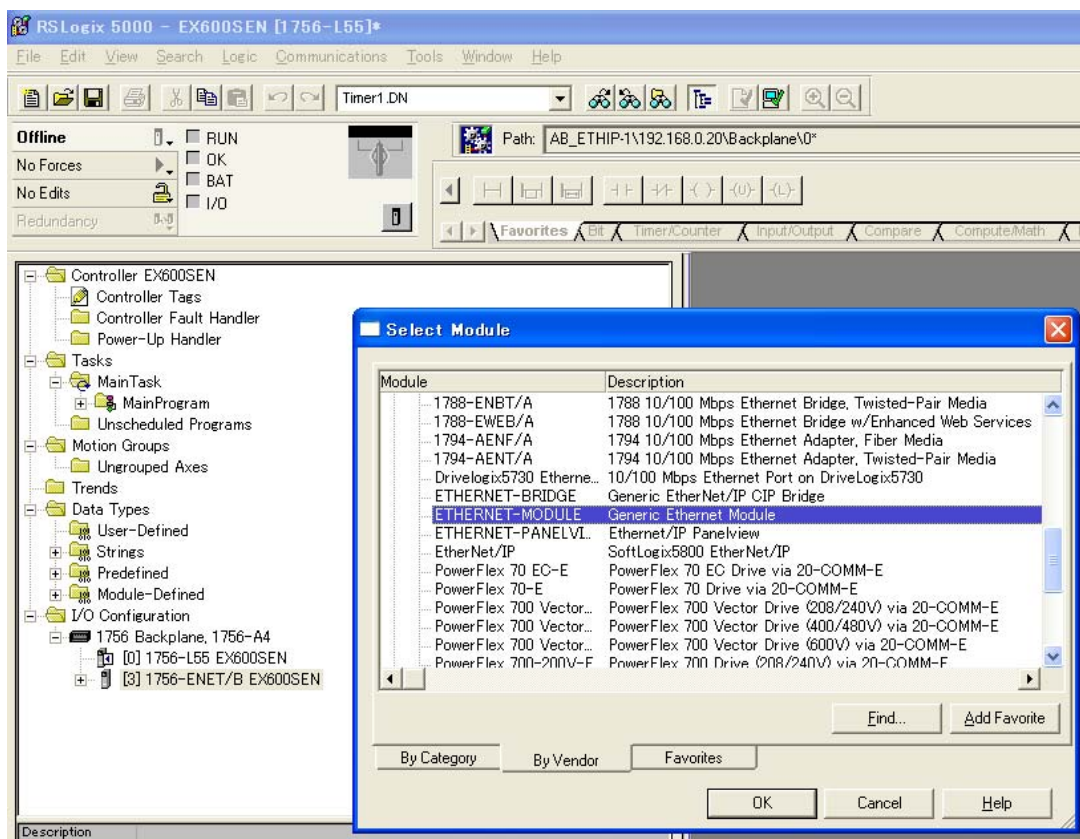 RSLogix 5000 - EX600SEN [1756-L55]*
File Edit View Search Logic Communications Tools Window Help
Timer1.DN
Offline
RUN
No Forces
OK
No Edits
BAT
Redundancy
I/O
Path: AB_ETHIP-1\192.168.0.20\Backplane\0*
Favorites Bit Timer/Counter Input/Output Compare Compute/Math
Controller EX600SEN
Controller Tags
Controller Fault Handler
Power-Up Handler
Tasks
MainTask
MainProgram
Unscheduled Programs
Motion Groups
Ungrouped Axes
Trends
Data Types
User-Defined
Strings
Predefined
Module-Defined
I/O Configuration
1756 Backplane, 1756-A4
[0] 1756-L55 EX600SEN
[3] 1756-ENET/B EX600SEN
Description
Select Module
Module Description
1788-ENBT/A 1788 10/100 Mbps Ethernet Bridge, Twisted-Pair Media
1788-EWEB/A 1788 10/100 Mbps Ethernet Bridge w/Enhanced Web Services
1794-AENF/A 1794 10/100 Mbps Ethernet Adapter, Fiber Media
1794-AENT/A 1794 10/100 Mbps Ethernet Adapter, Twisted-Pair Media
Drivelogix5730 Etherne... 10/100 Mbps Ethernet Port on DriveLogix5730
ETHERNET-BRIDGE Generic EtherNet/IP CIP Bridge
ETHERNET-MODULE Generic Ethernet Module
ETHERNET-PANELVI... Ethernet/IP Panelview
EtherNet/IP SoftLogix5800 EtherNet/IP
PowerFlex 70 EC-E PowerFlex 70 EC Drive via 20-COMM-E
PowerFlex 70-E PowerFlex 70 Drive via 20-COMM-E
PowerFlex 700 Vector... PowerFlex 700 Vector Drive (208/240V) via 20-COMM-E
PowerFlex 700 Vector... PowerFlex 700 Vector Drive (400/480V) via 20-COMM-E
PowerFlex 700 Vector... PowerFlex 700 Vector Drive (600V) via 20-COMM-E
PowerFlex 700-200V-E PowerFlex 700 Drive (208/240V) via 20-COMM-E
Find... Add Favorite
By Category By Vendor Favorites
OK Cancel Help